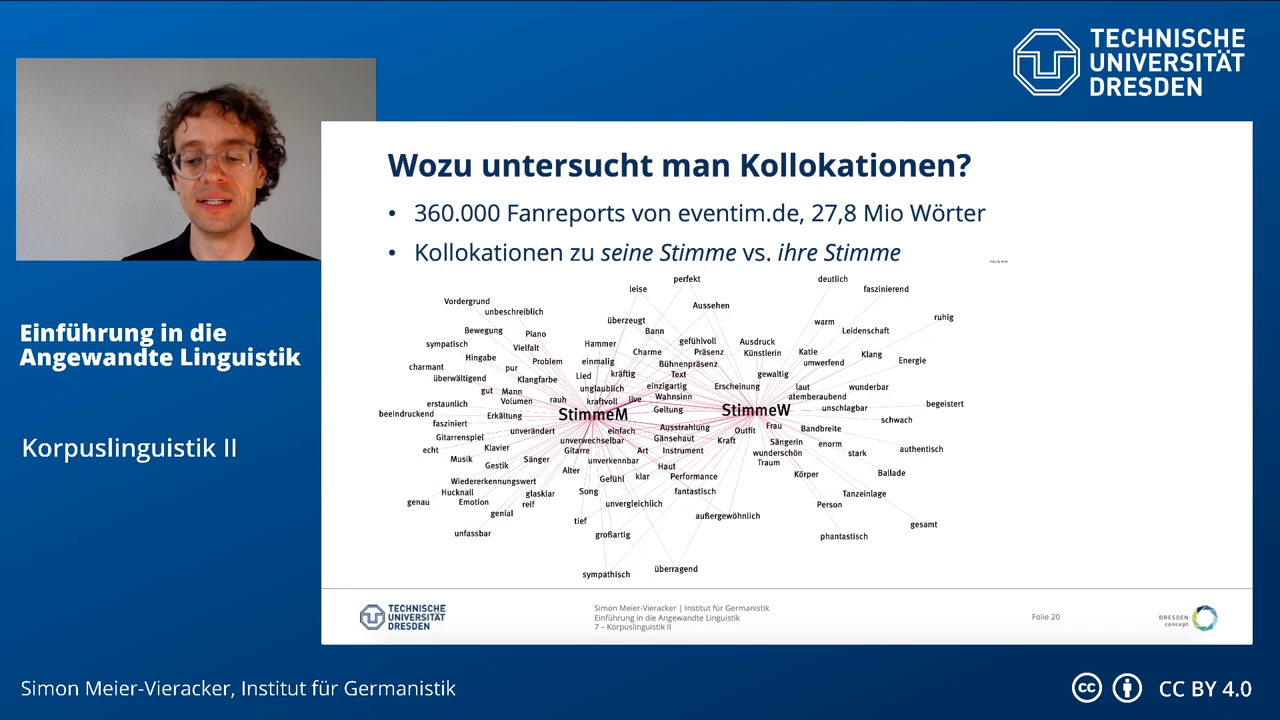 TECHNISCHE
UNIVERSITÄT
DRESDEN
Wozu untersucht man Kollokationen?
• 360.000 Fanreports von eventim.de, 27,8 Mio Wörter
• Kollokationen zu seine Stimme vs. ihre Stimme
Einführung in die
Angewandte Linguistik
Korpuslinguistik II
perfekt
deutlich
leise
faszinierend
Vordergrund
Aussehen
unbeschreiblich
ruhig
überzeugt
warm
Bewegung
Piano
Bann
Leidenschaft
sympatisch
Vielfalt
Hammer
gefühlvoll
Ausdruck
Hingabe
Charme
Präsenz
Künstlerin
Katie
Klang
charmant
pur
Problem
einmalig
Bühnenpräsenz
umwerfend
Energie
überwältigend
Klangfarbe
Lied
kräftig
Text
gewaltig
gut
Mann
unglaublich
einzigartig
Erscheinung
laut
wunderbar
erstaunlich
Volumen
rauh
kraftvoll
live
Wahnsinn
atemberaubend
begeistert
beeindruckend
Erkältung
StimmeM
Geltung
StimmeW
unschlagbar
fasziniert
unverändert
einfach
Ausstrahlung
Outfit
Frau
Bandbreite
schwach
Gitarrenspiel
unverwechselbar
Gänsehaut
Kraft
Sängerin
enorm
echt
Klavier
Gitarre
Art
Instrument
wunderschön
stark
authentisch
Musik
Gestik
Sänger
unverkennbar
Haut
Traum
Alter
Gefühl
klar
Performance
Körper
Ballade
Wiedererkennungswert
Hucknall
glasklar
Song
fantastisch
Tanzeinlage
genau
Emotion
reif
unvergleichlich
Person
genial
tief
außergewöhnlich
gesamt
unfassbar
großartig
phantastisch
sympathisch
überragend
TECHNISCHE
UNIVERSITÄT
DRESDEN
Simon Meier-Vieracker | Institut für Germanistik
Einführung in die Angewandte Linguistik
7 – Korpuslinguistik II
Folie 20
DRESDEN
concept
Simon Meier-Vieracker, Institut für Germanistik
cc
CC BY 4.0